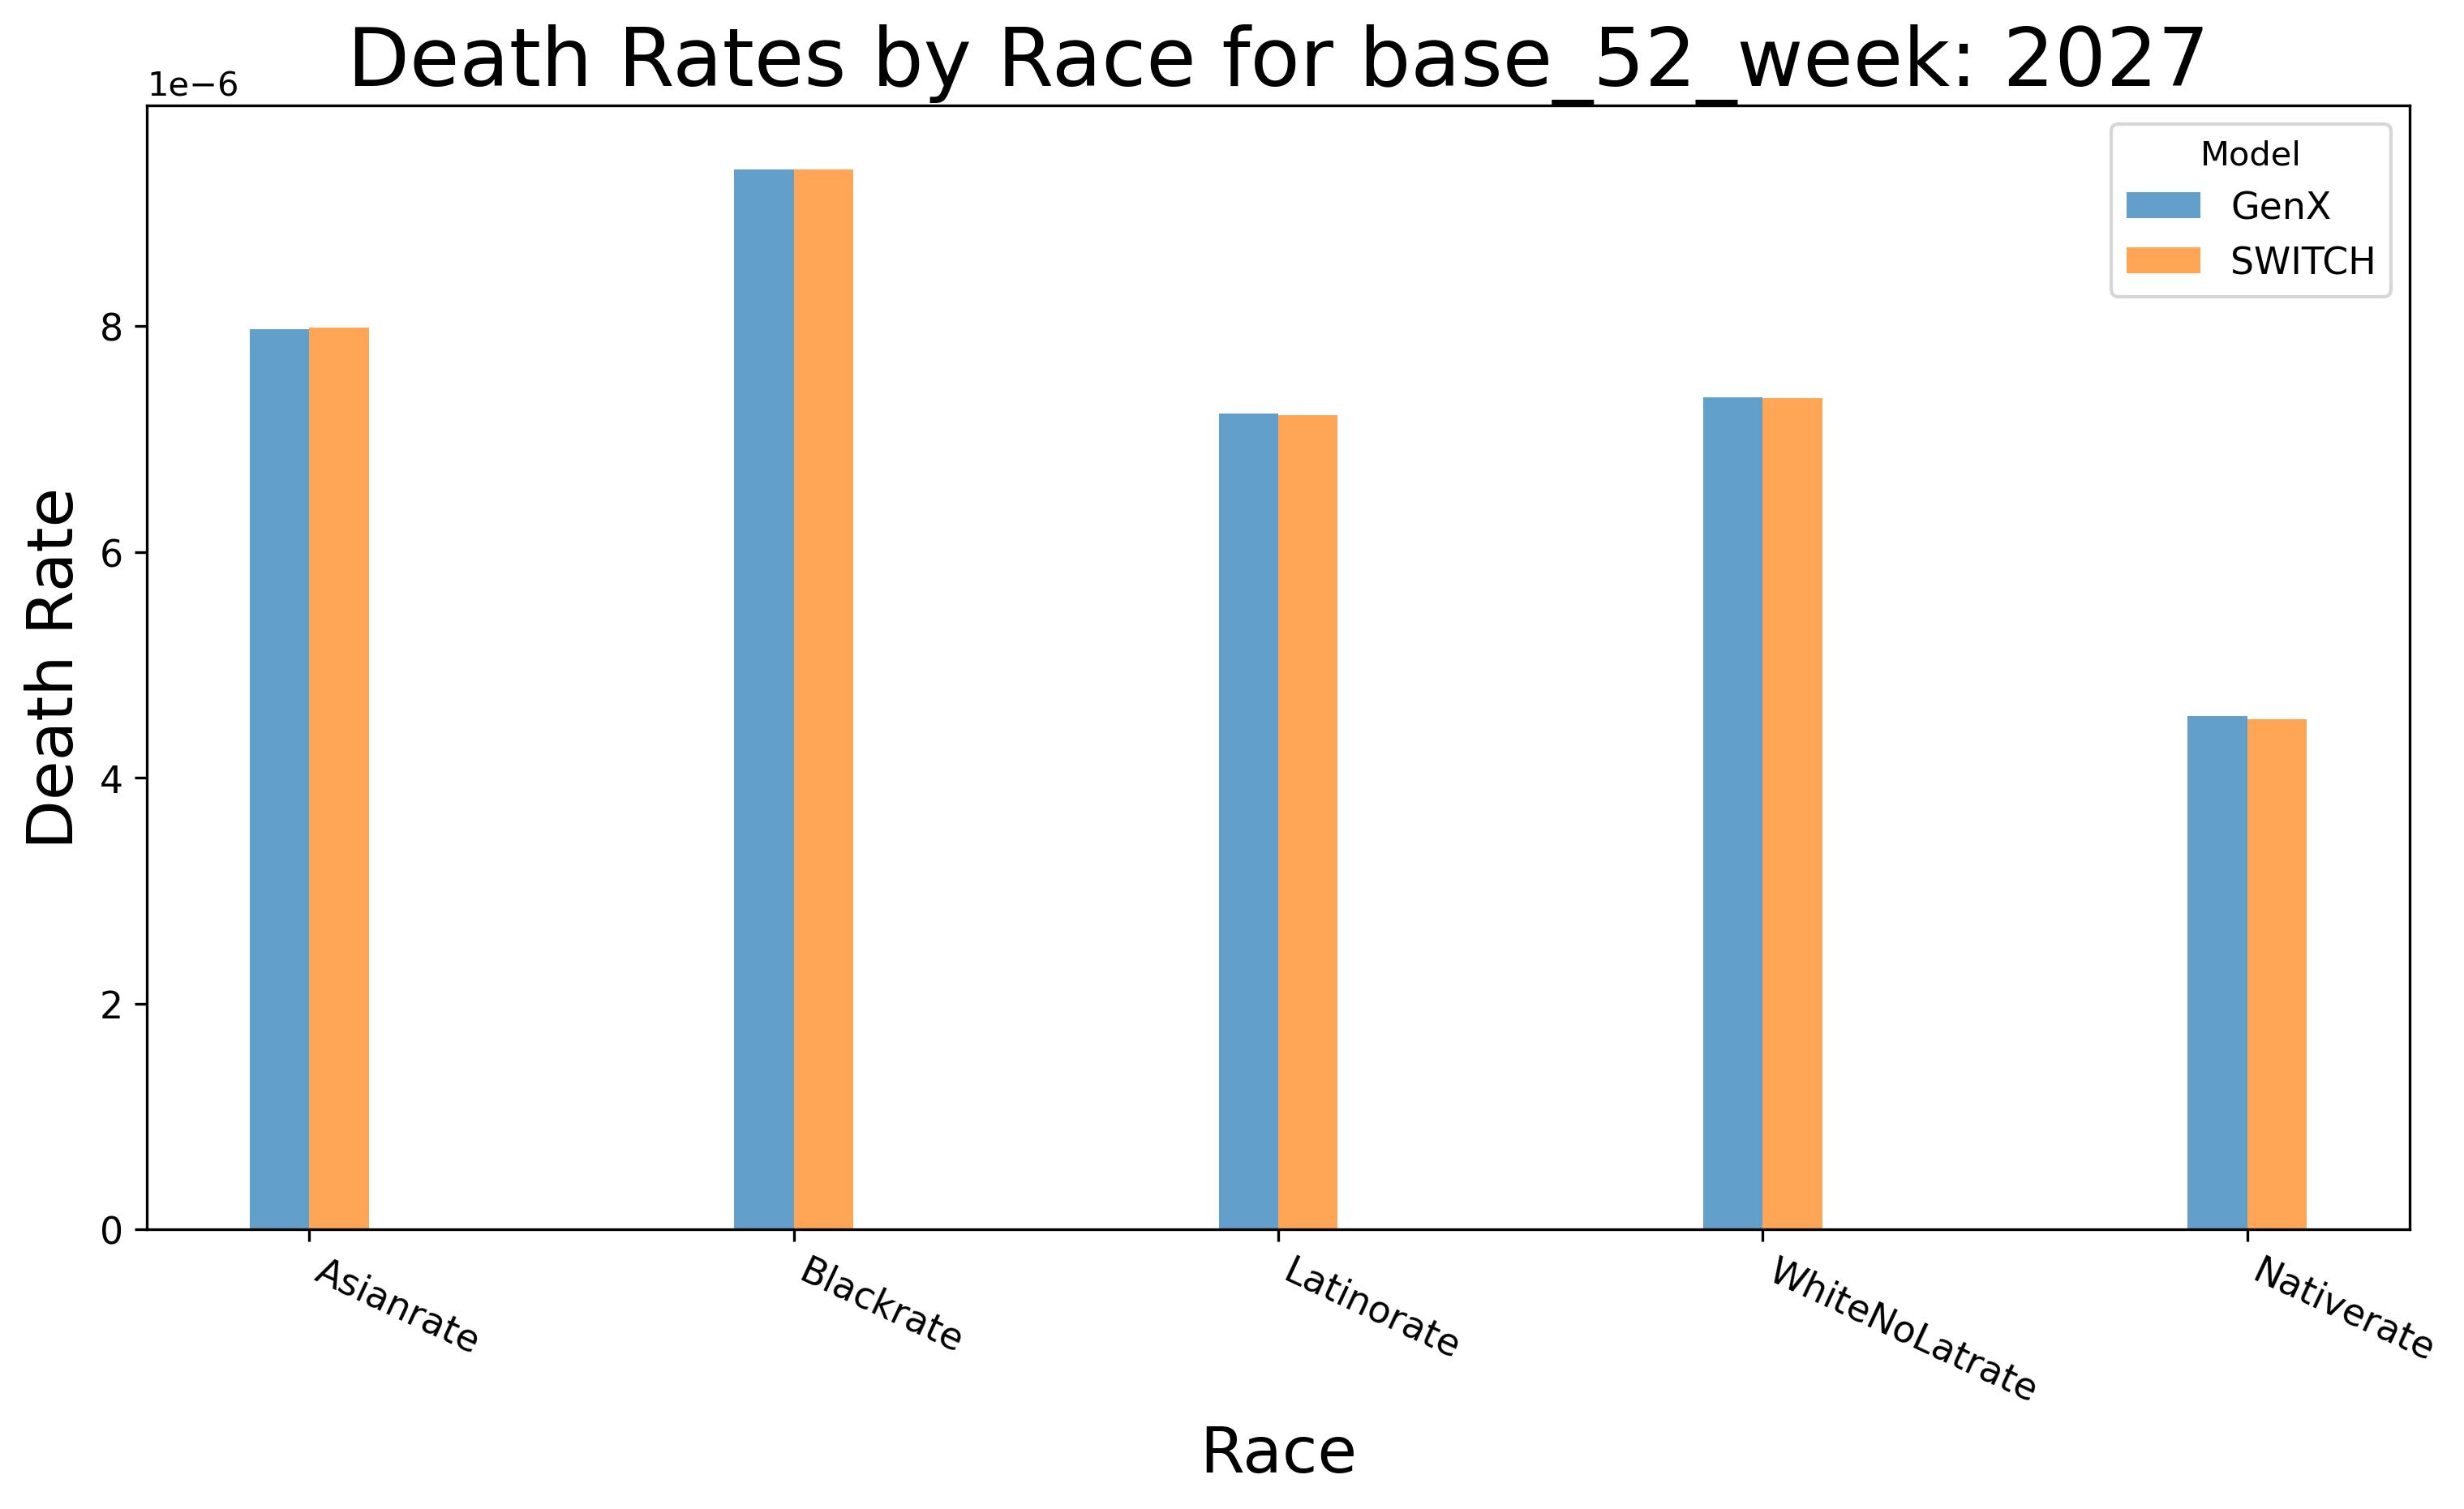 Death Rates by Race for base_52_week: 2027
1e−6
Model
GenX
SWITCH
8
6
4
2
0
Death Rate
Asianrate
Blackrate
Latinorate
WhiteNoLatrate
Nativerate
Race